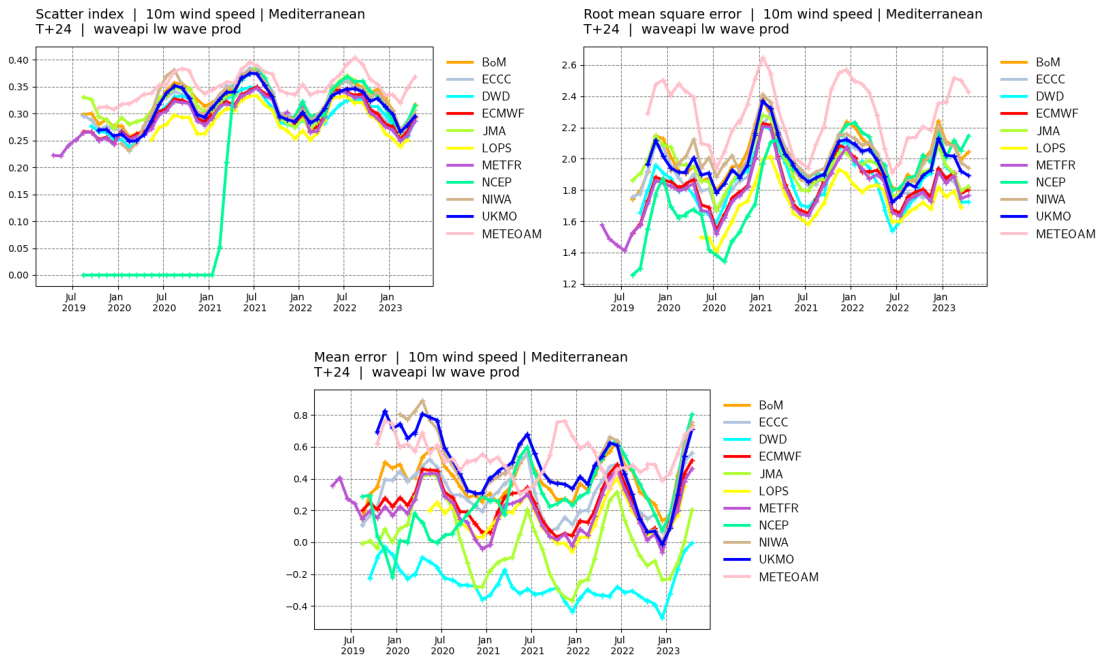 Scatter index | 10m wind speed | Mediterranean
T+24 | waveapi lw wave prod
0.40
0.35
0.30
0.25
0.20
0.15
0.10
0.05
0.00
Jul 2019
Jan 2020
Jul 2020
Jan 2021
Jul 2021
Jan 2022
Jul 2022
Jan 2023
BoM
ECCC
DWD
ECMWF
JMA
LOPS
METFR
NCEP
NIWA
UKMO
METEOAM
Root mean square error | 10m wind speed | Mediterranean
T+24 | waveapi lw wave prod
2.6
2.4
2.2
2.0
1.8
1.6
1.4
1.2
Jul 2019
Jan 2020
Jul 2020
Jan 2021
Jul 2021
Jan 2022
Jul 2022
Jan 2023
BoM
ECCC
DWD
ECMWF
JMA
LOPS
METFR
NCEP
NIWA
UKMO
METEOAM
Mean error | 10m wind speed | Mediterranean
T+24 | waveapi lw wave prod
0.8
0.6
0.4
0.2
0.0
−0.2
−0.4
Jul 2019
Jan 2020
Jul 2020
Jan 2021
Jul 2021
Jan 2022
Jul 2022
Jan 2023
BoM
ECCC
DWD
ECMWF
JMA
LOPS
METFR
NCEP
NIWA
UKMO
METEOAM